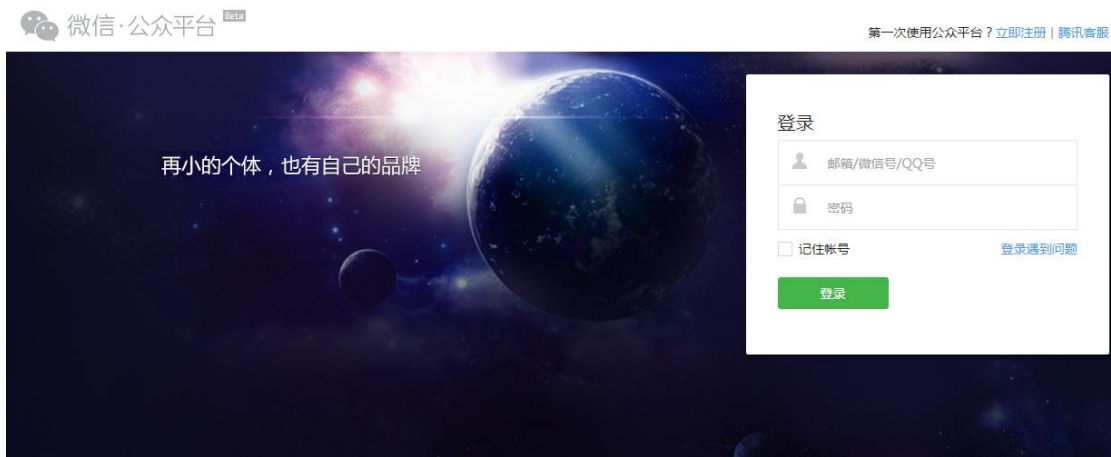 微信·公众平台 Beta
第一次使用公众平台？立即注册 | 腾讯客服
再小的个体，也有自己的品牌
登录
邮箱/微信号/QQ号
密码
记住帐号 登录遇到问题
登录